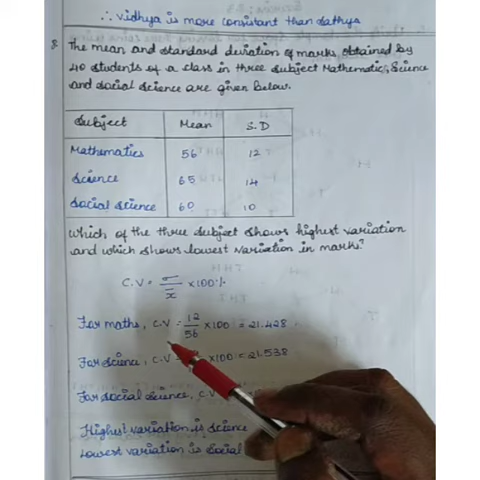 ∴ Vidhya is more consistant than Sathya
8. The mean and standard deviation of marks obtained by
40 students of a class in three subject Mathematics, Science
and social science are given below.
Subject Mean S.D
Mathematics 56 12
Science 65 14
Social Science 60 10
Which of the three subject shows highest variation
and which shows lowest variation in marks?
C.V = σ/x̄ ×100%
For maths, C.V = 12/56 ×100 = 21.428
For science, C.V = ×100 = 21.538
For social science, C.V
Highest variation is science
Lowest variation is social